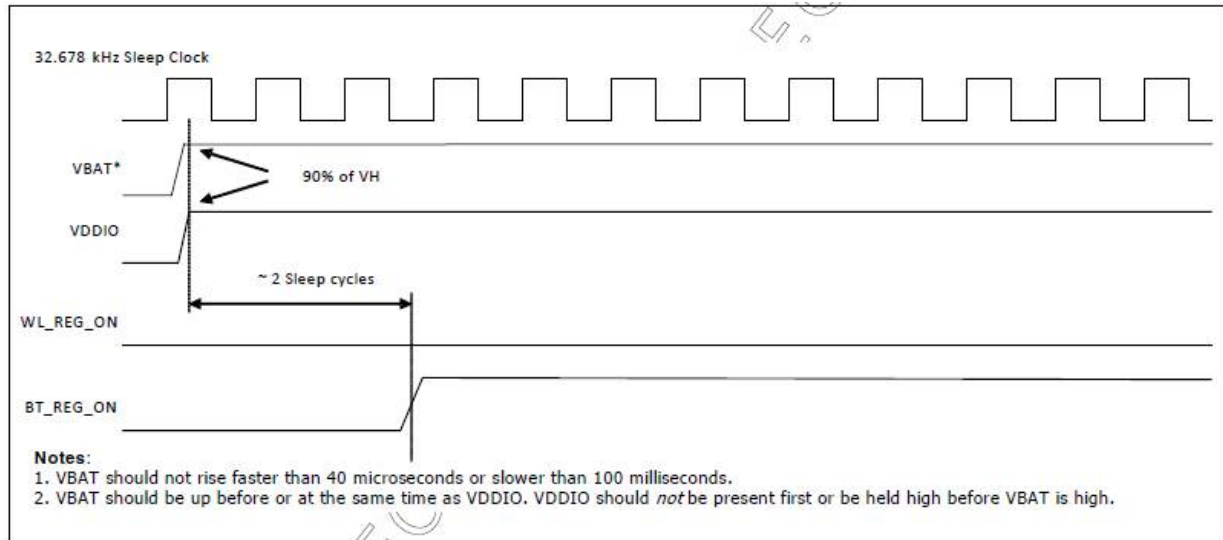 32.678 kHz Sleep Clock
VBAT*
90% of VH
VDDIO
~ 2 Sleep cycles
WL_REG_ON
BT_REG_ON
Notes:
1. VBAT should not rise faster than 40 microseconds or slower than 100 milliseconds.
2. VBAT should be up before or at the same time as VDDIO. VDDIO should not be present first or be held high before VBAT is high.